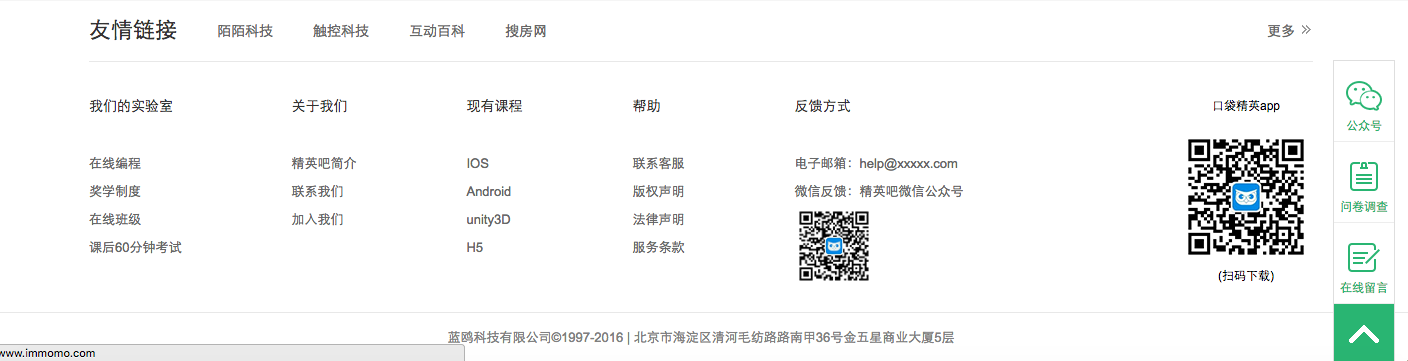 友情链接 陌陌科技 触控科技 互动百科 搜房网 更多 »
我们的实验室 关于我们 现有课程 帮助 反馈方式 口袋精英app
在线编程 精英吧简介 IOS 联系客服 电子邮箱：help@xxxxx.com
奖学制度 联系我们 Android 版权声明 微信反馈：精英吧微信公众号
在线班级 加入我们 unity3D 法律声明
课后60分钟考试 H5 服务条款
(扫码下载)
公众号
问卷调查
在线留言
蓝鸥科技有限公司©1997-2016 | 北京市海淀区清河毛纺路路南甲36号金五星商业大厦5层
www.immomo.com